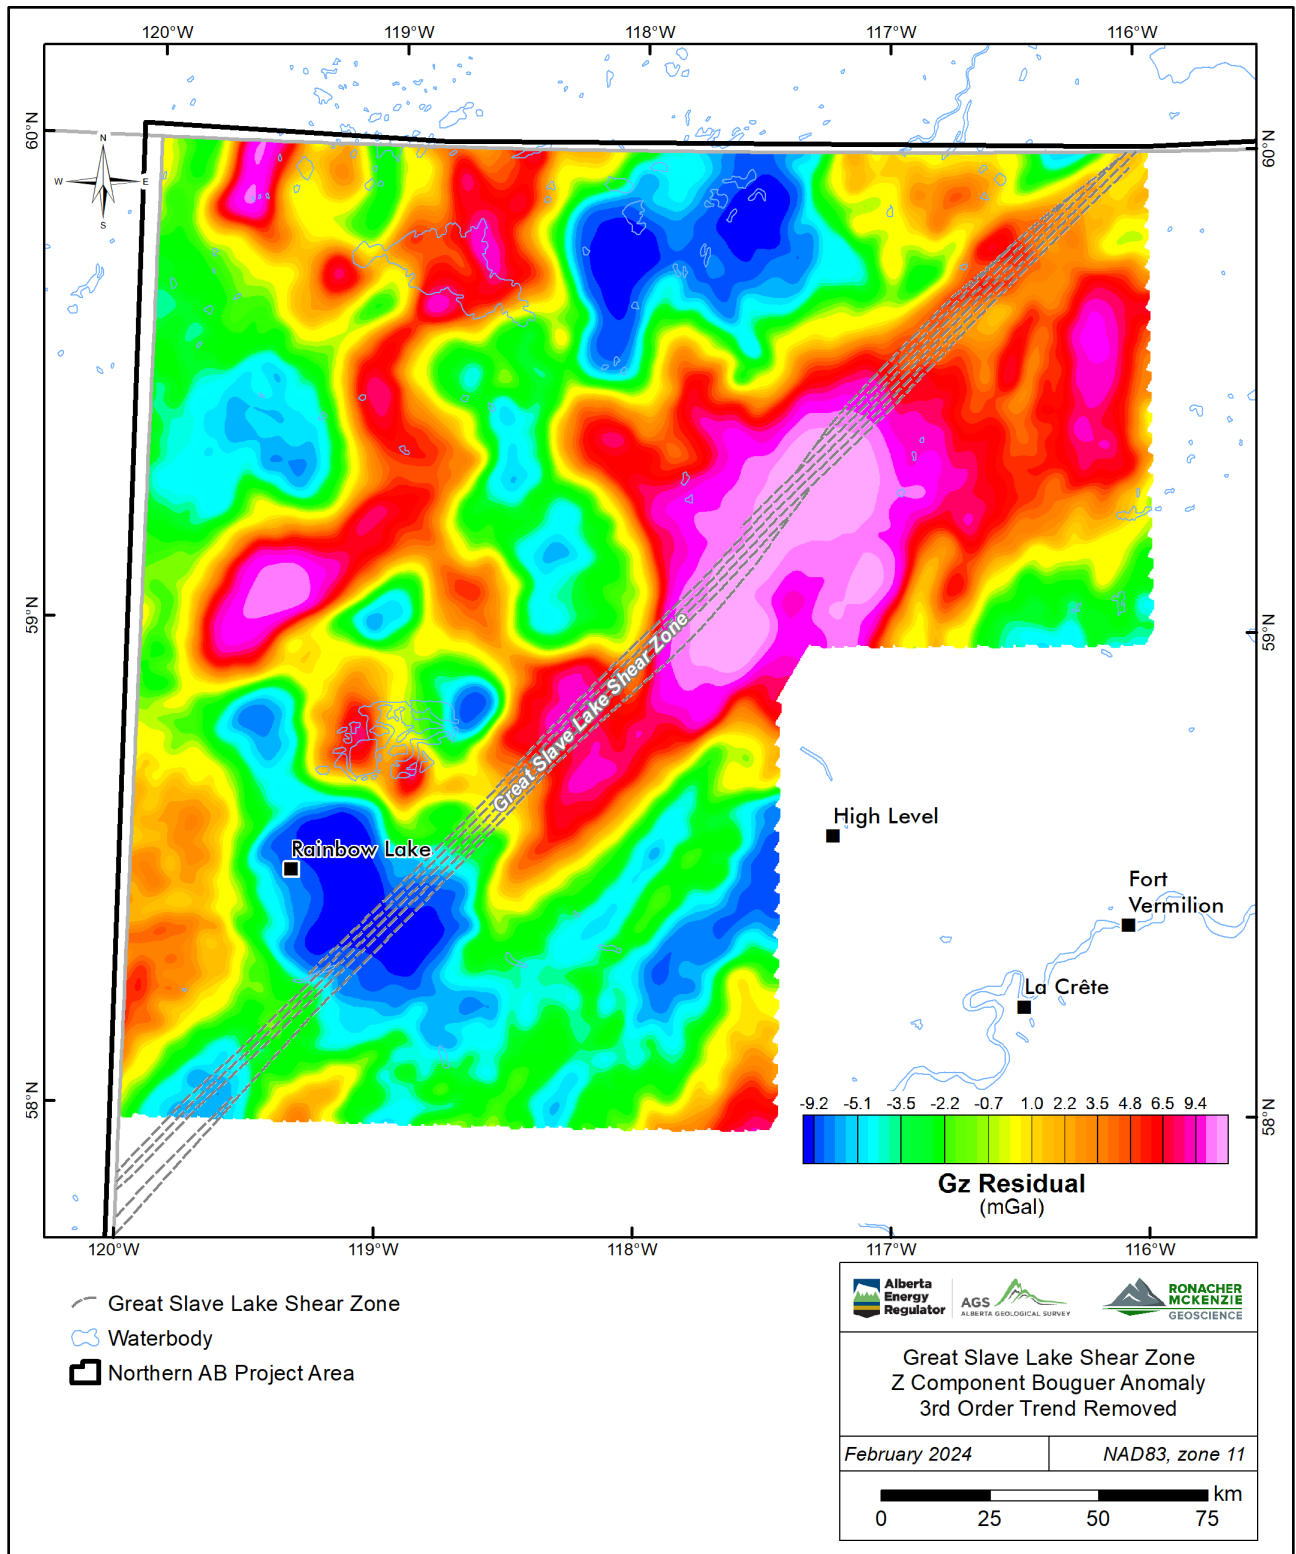 120°W 119°W 118°W 117°W 116°W
60°N
60°N
N
W E
S
59°N
59°N
Great Slave Lake Shear Zone
High Level
Rainbow Lake
Fort
Vermilion
La Crête
58°N
58°N
-9.2 -5.1 -3.5 -2.2 -0.7 1.0 2.2 3.5 4.8 6.5 9.4
Gz Residual
(mGal)
120°W 119°W 118°W 117°W 116°W
Great Slave Lake Shear Zone
Waterbody
Northern AB Project Area
Alberta
Energy
Regulator
AGS
ALBERTA GEOLOGICAL SURVEY
RONACHER
MCKENZIE
GEOSCIENCE
Great Slave Lake Shear Zone
Z Component Bouguer Anomaly
3rd Order Trend Removed
February 2024 NAD83, zone 11
km
0 25 50 75